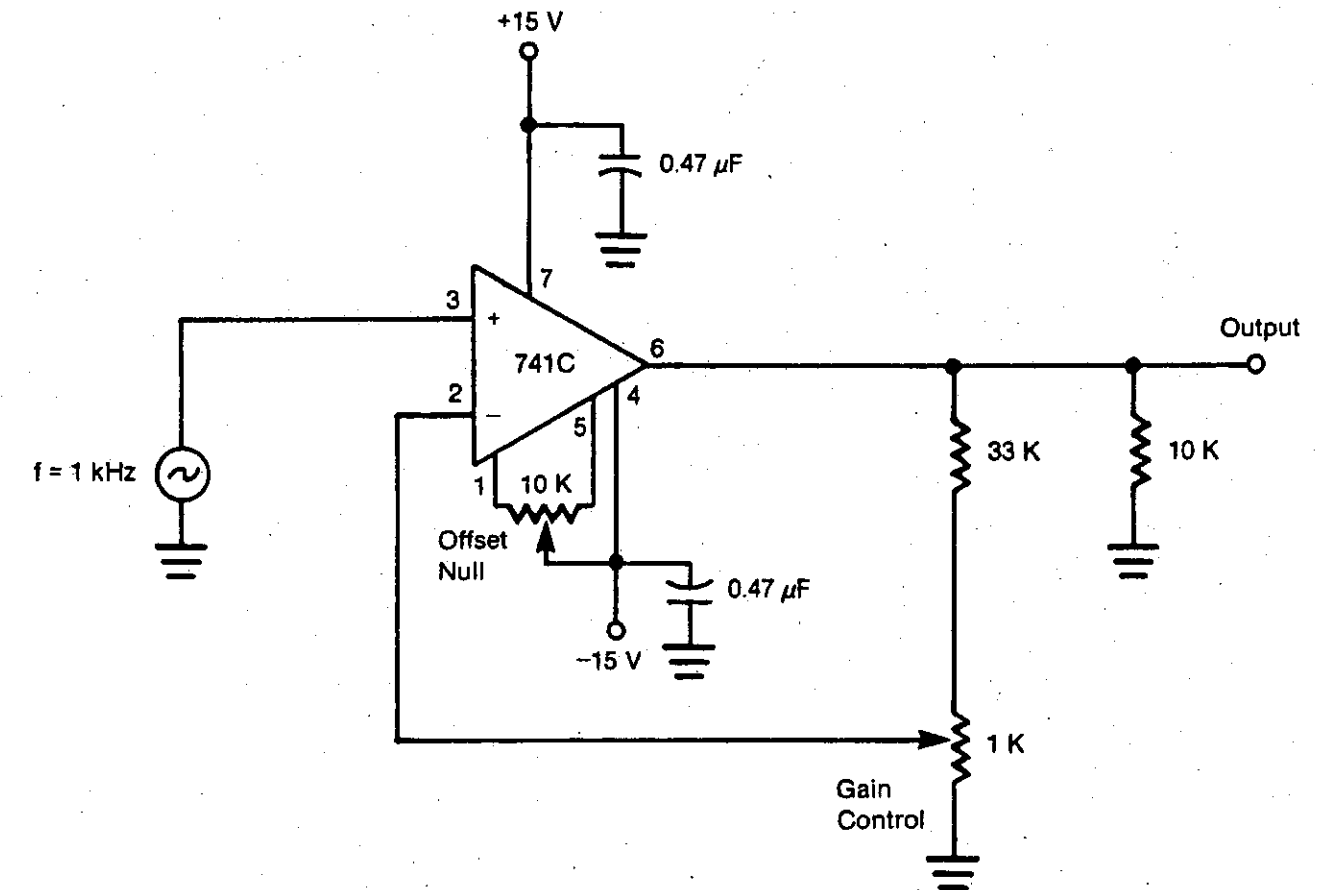 +15 V
0.47 μF
7
3
+
741C
6
Output
2
−
4
5
33 K
10 K
f = 1 kHz
1
10 K
Offset
Null
0.47 μF
−15 V
1 K
Gain
Control